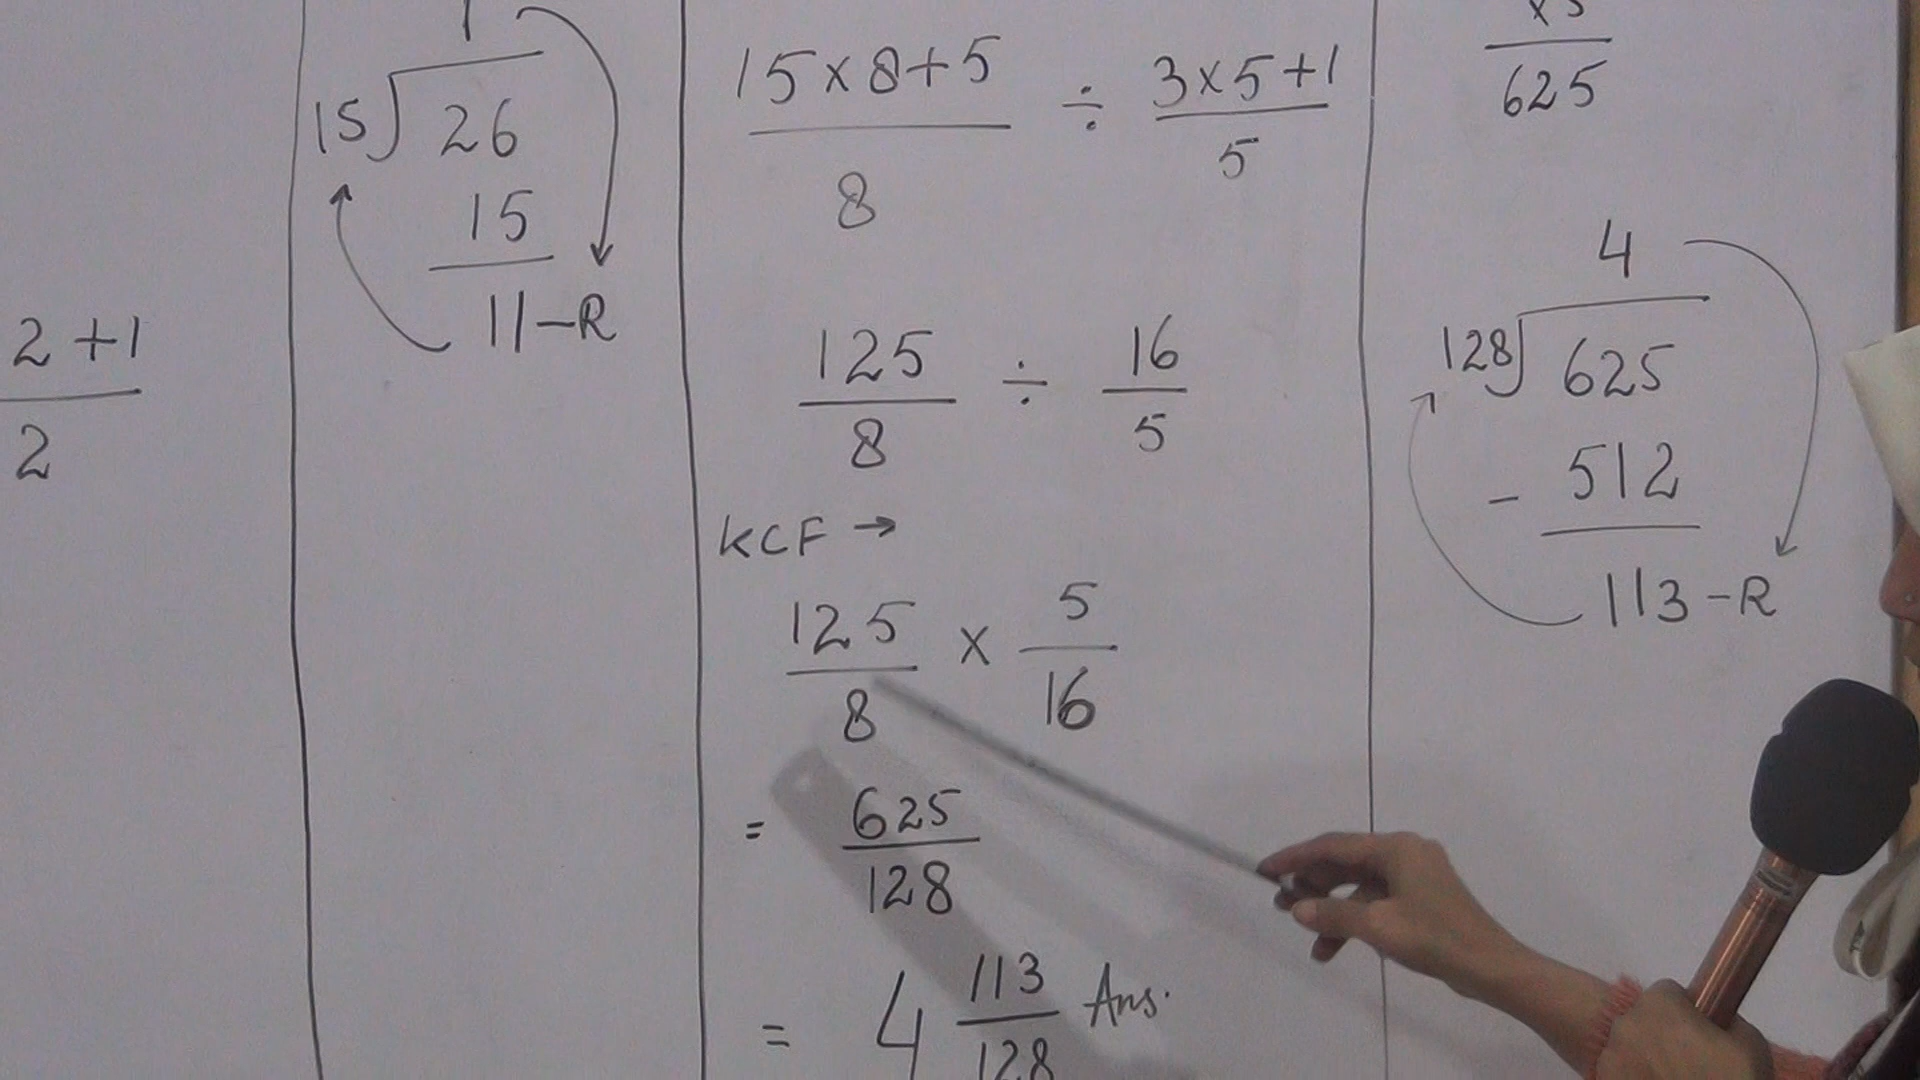 2 + 1
2
1
15 26
15
11 – R
15 × 8 + 5 ÷ 3 × 5 + 1
8 5
125 ÷ 16
8 5
KCF →
125 × 5
8 16
= 625
128
= 4 113 Ans.
128
× 5
625
4
128 625
– 512
113 – R